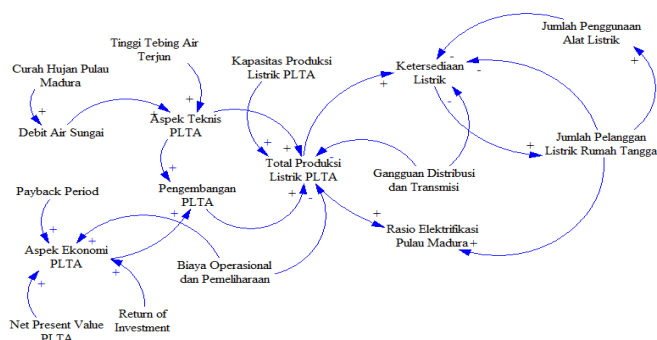 Tinggi Tebing Air
Terjun
Jumlah Penggunaan
Alat Listrik
Curah Hujan Pulau
Madura
Kapasitas Produksi
Listrik PLTA
Ketersediaan
Listrik
Debit Air Sungai
Aspek Teknis
PLTA
Jumlah Pelanggan
Listrik Rumah Tangga
Total Produksi
Listrik PLTA
Gangguan Distribusi
dan Transmisi
Payback Period
Pengembangan
PLTA
Rasio Elektrifikasi
Pulau Madura
Aspek Ekonomi
PLTA
Biaya Operasional
dan Pemeliharaan
Net Present Value
PLTA
Return of
Investment